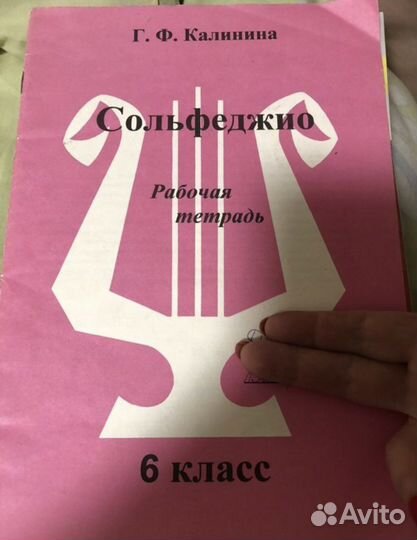 Г. Ф. Калинина
Сольфеджио
Рабочая
тетрадь
6 класс
Avito